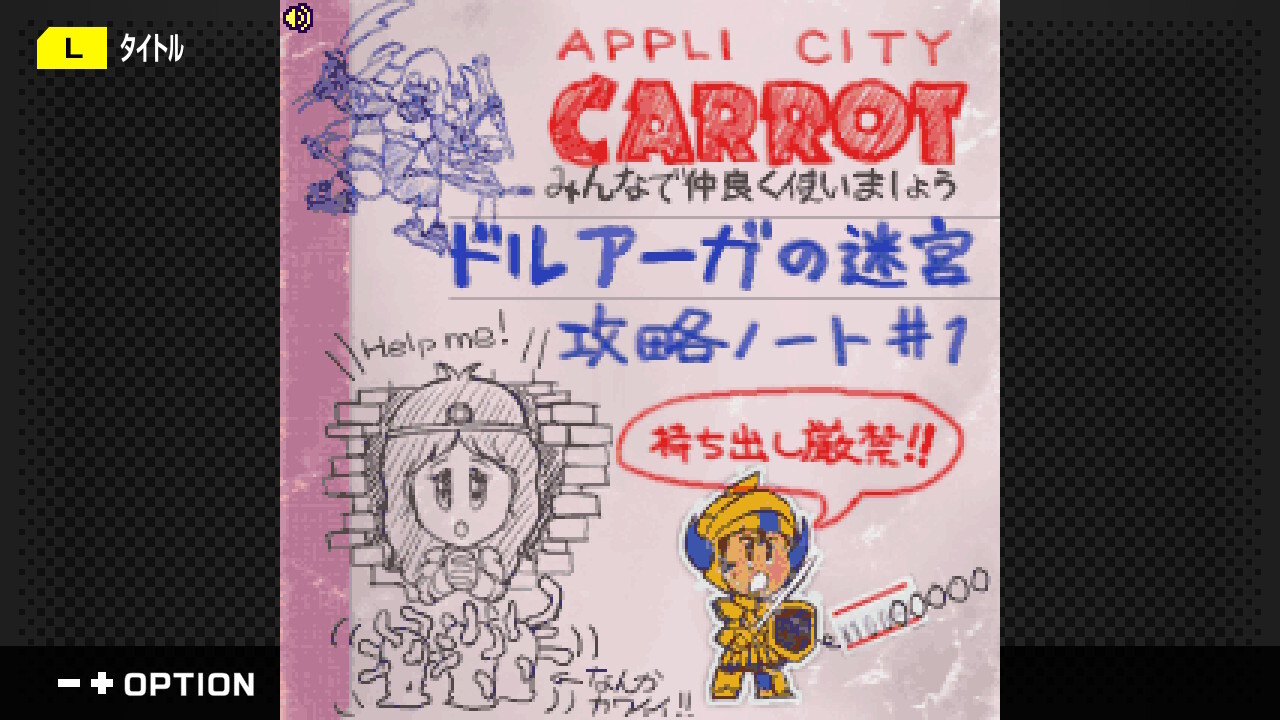 L タイトル
APPLI CITY
CARROT
みんなで仲良く使いましょう
ドルアーガの迷宮
攻略ノート#1
Help me!
持ち出し厳禁!!
なんか
カワイイ!!
OPTION